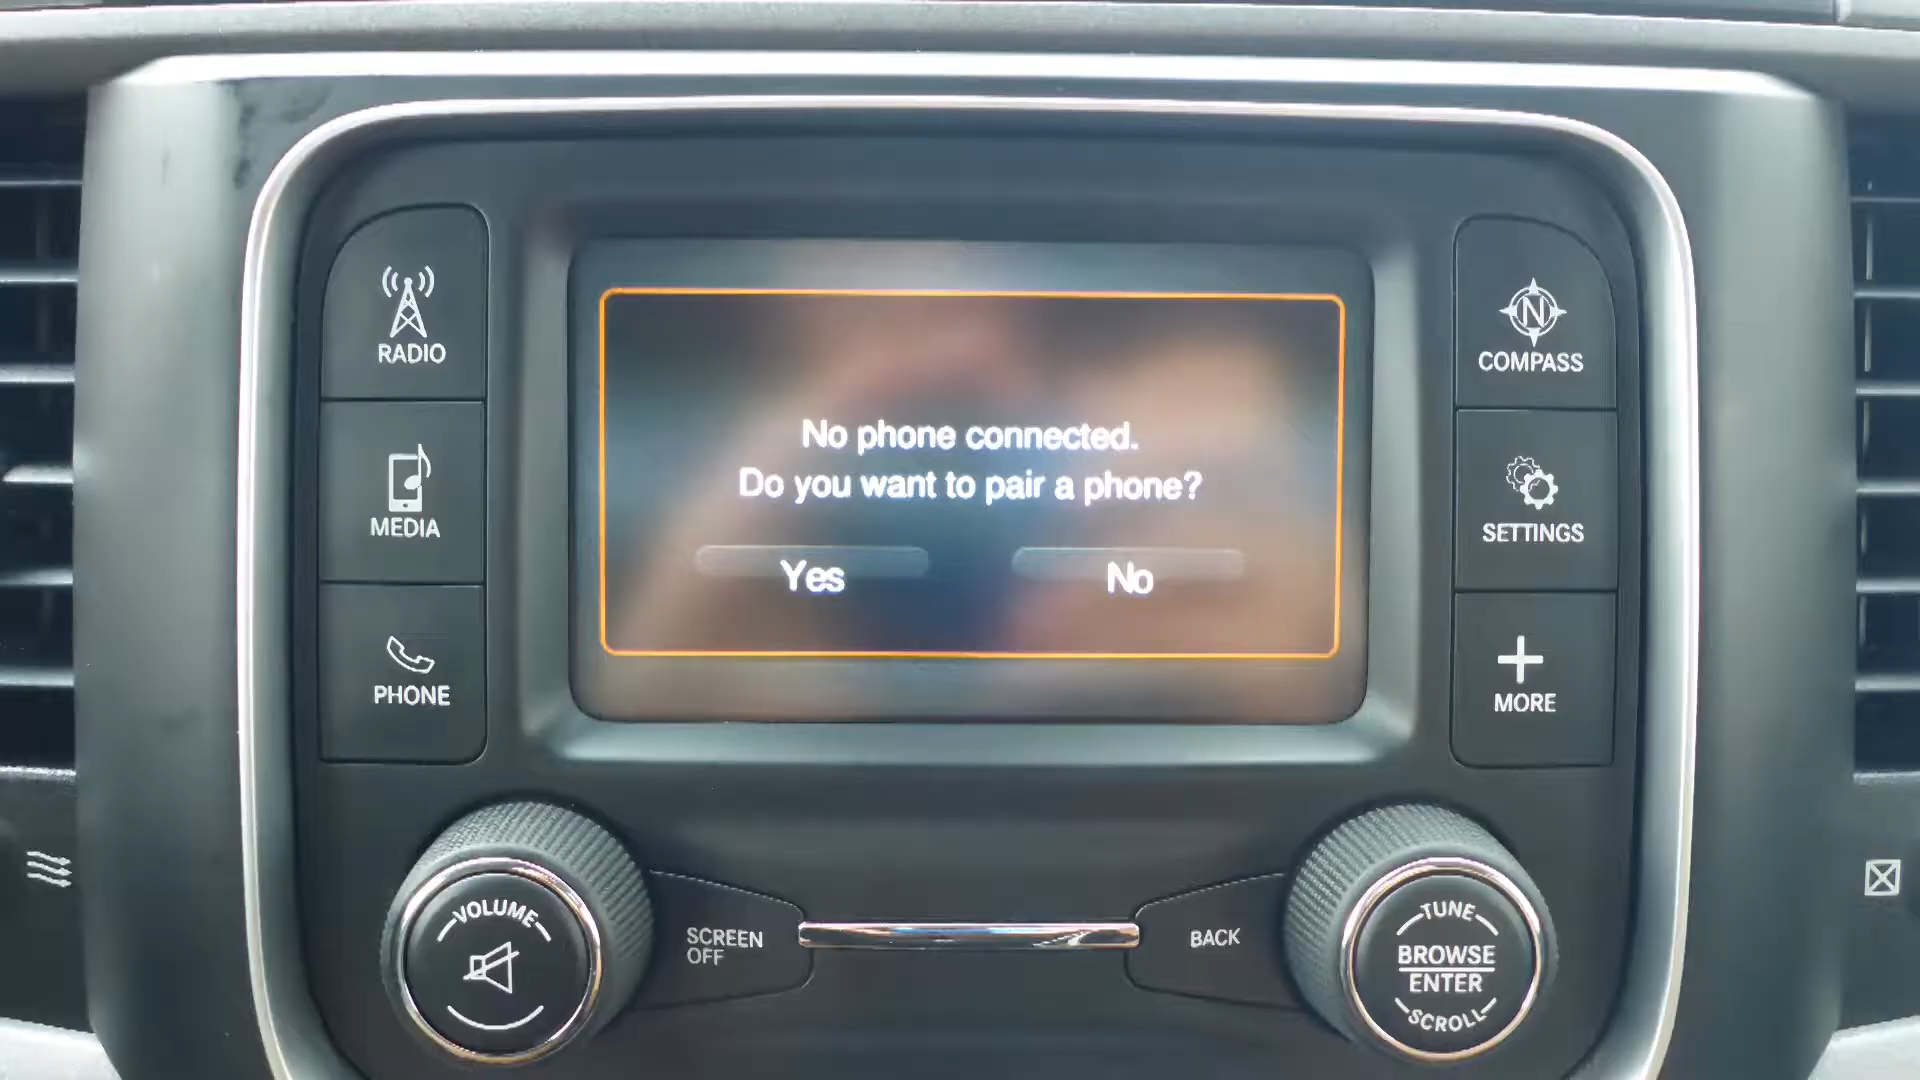 RADIO
MEDIA
PHONE
No phone connected.
Do you want to pair a phone?
Yes
No
N
COMPASS
SETTINGS
MORE
VOLUME
SCREEN
OFF
BACK
TUNE
BROWSE
ENTER
SCROLL